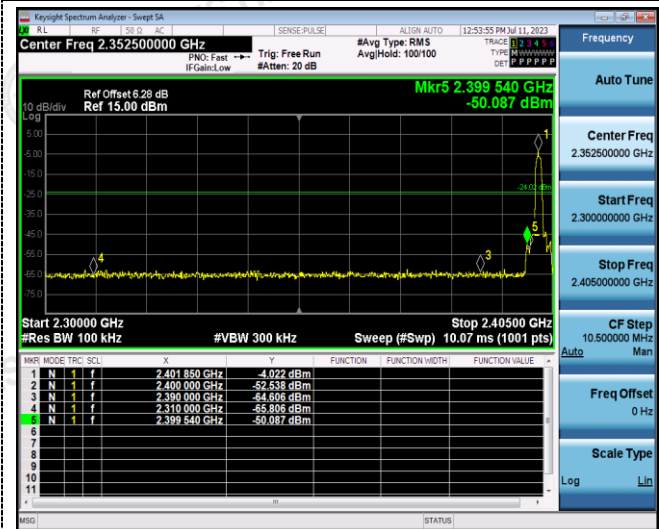 Keysight Spectrum Analyzer - Swept SA
RL RF 50 Ω AC SENSE:PULSE ALIGN AUTO 12:53:55 PM Jul 11, 2023
Center Freq 2.352500000 GHz
PNO: Fast
IFGain:Low
Trig: Free Run
#Atten: 20 dB
#Avg Type: RMS
Avg|Hold: 100/100
TRACE 1 2 3 4 5 6
TYPE MWWWWW
DET P P P P P P
Ref Offset 6.28 dB
10 dB/div Ref 15.00 dBm
Log
Mkr5 2.399 540 GHz
-50.087 dBm
5.00
-5.00
-15.0
-25.0
-35.0
-45.0
-55.0
-65.0
-75.0
-24.02 dBm
1
5
3
4
Start 2.30000 GHz Stop 2.40500 GHz
#Res BW 100 kHz #VBW 300 kHz Sweep (#Swp) 10.07 ms (1001 pts)
MKR MODE TRC SCL X Y FUNCTION FUNCTION WIDTH FUNCTION VALUE
1 N 1 f 2.401 850 GHz -4.022 dBm
2 N 1 f 2.400 000 GHz -52.538 dBm
3 N 1 f 2.390 000 GHz -64.606 dBm
4 N 1 f 2.310 000 GHz -65.806 dBm
5 N 1 f 2.399 540 GHz -50.087 dBm
6
7
8
9
10
11
MSG STATUS
Frequency
Auto Tune
Center Freq
2.352500000 GHz
Start Freq
2.300000000 GHz
Stop Freq
2.405000000 GHz
CF Step
10.500000 MHz
Auto Man
Freq Offset
0 Hz
Scale Type
Log Lin